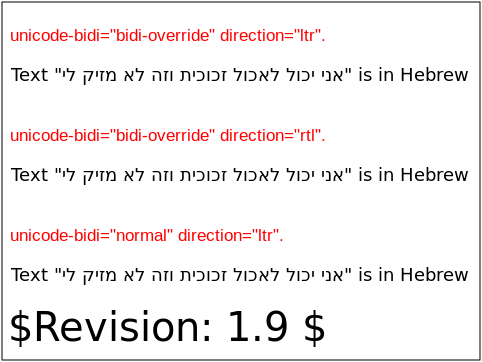 unicode-bidi="bidi-override" direction="ltr".
Text "אני יכול לאכול זכוכית וזה לא מזיק לי" is in Hebrew
unicode-bidi="bidi-override" direction="rtl".
Text "אני יכול לאכול זכוכית וזה לא מזיק לי" is in Hebrew
unicode-bidi="normal" direction="ltr".
Text "אני יכול לאכול זכוכית וזה לא מזיק לי" is in Hebrew
$Revision: 1.9 $